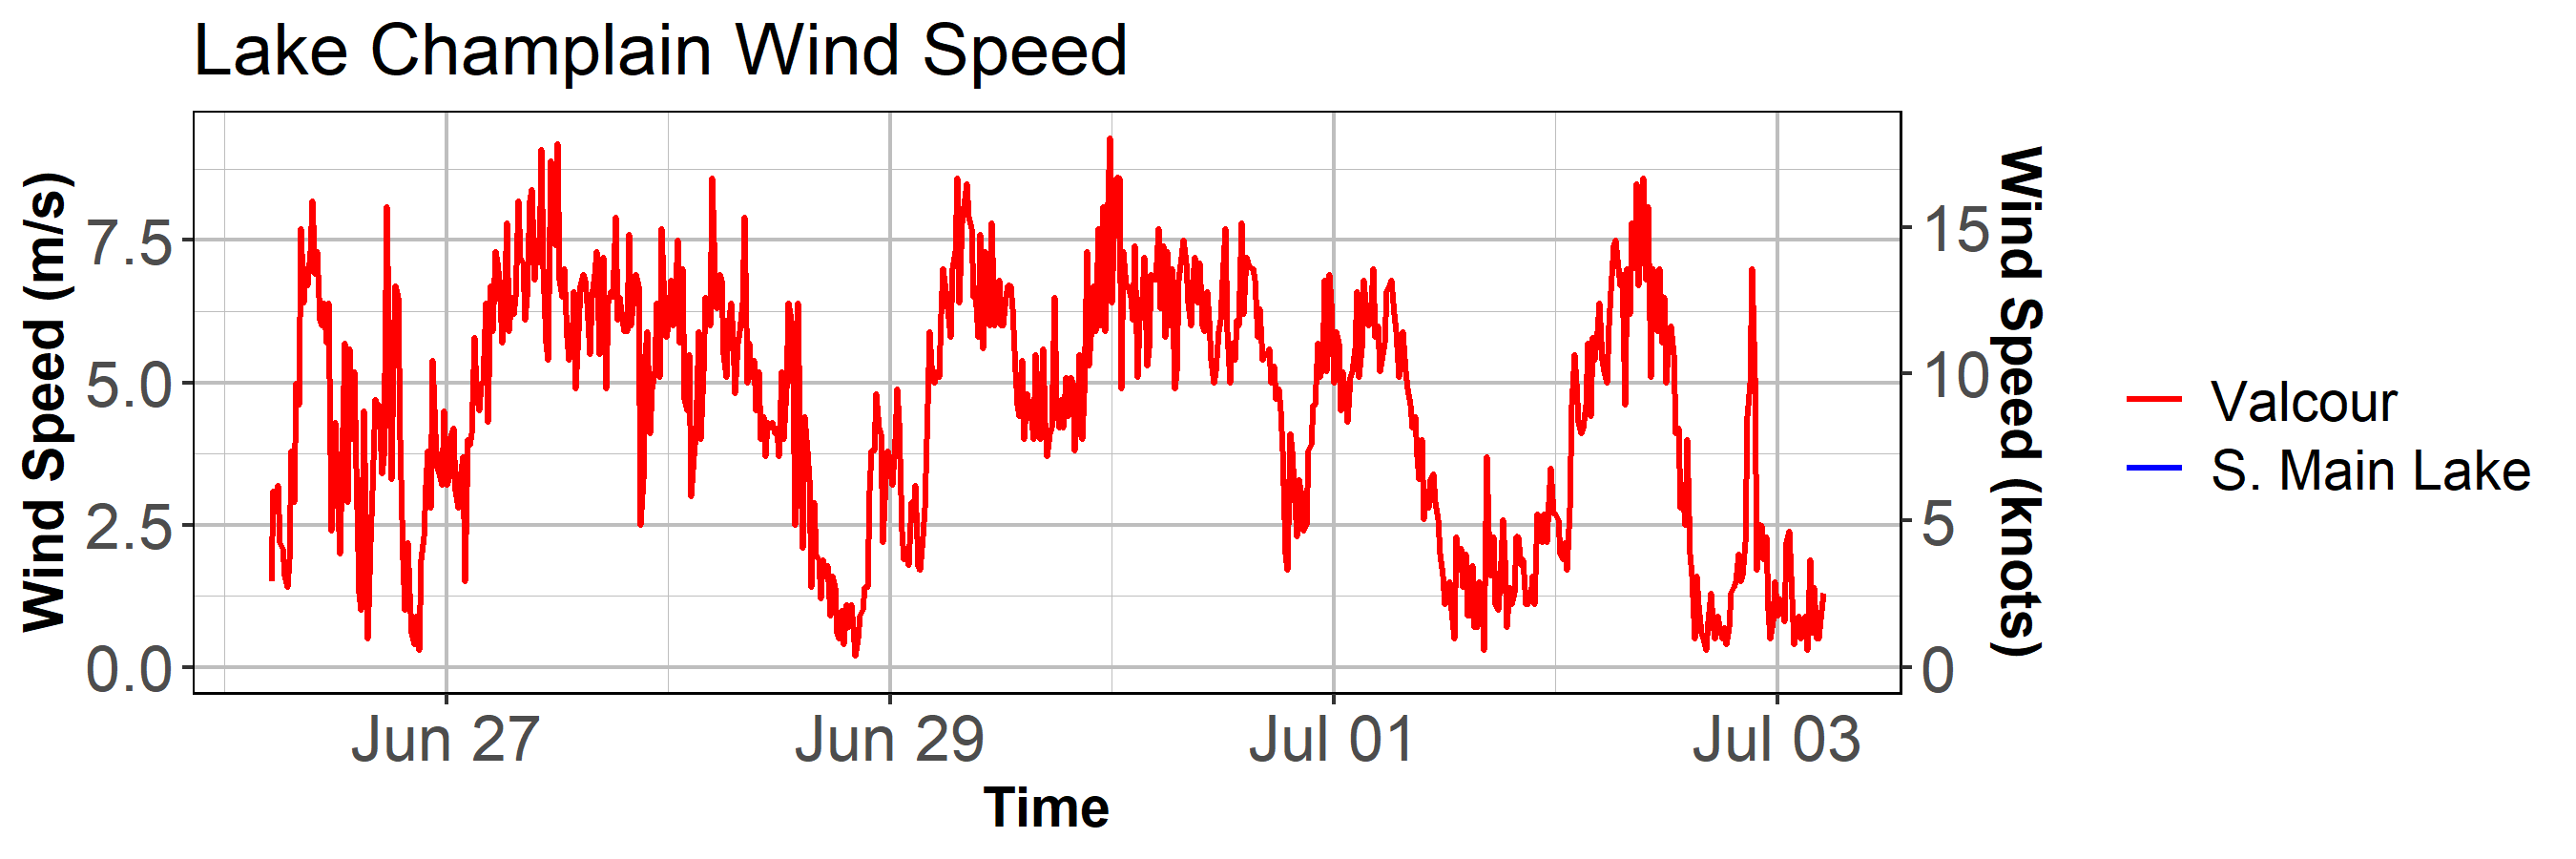 Lake Champlain Wind Speed
Wind Speed (m/s)
7.5
5.0
2.5
0.0
15
10
5
0
Wind Speed (knots)
Jun 27
Jun 29
Jul 01
Jul 03
Time
Valcour
S. Main Lake